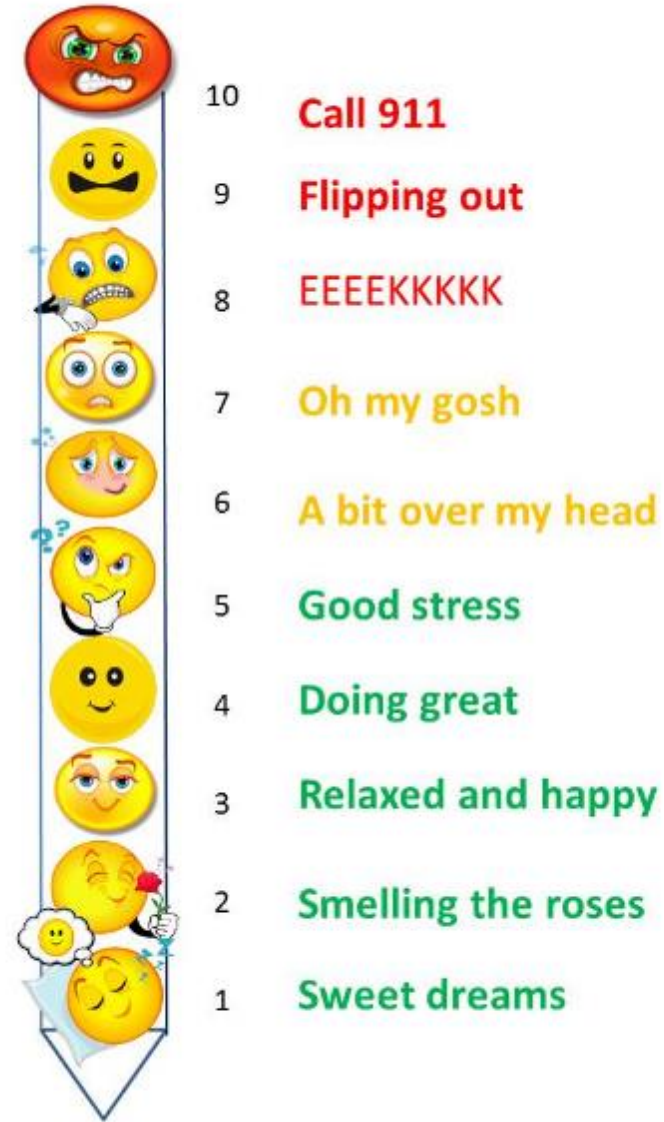 10 Call 911
9 Flipping out
8 EEEEKKKKK
7 Oh my gosh
6 A bit over my head
5 Good stress
4 Doing great
3 Relaxed and happy
2 Smelling the roses
1 Sweet dreams